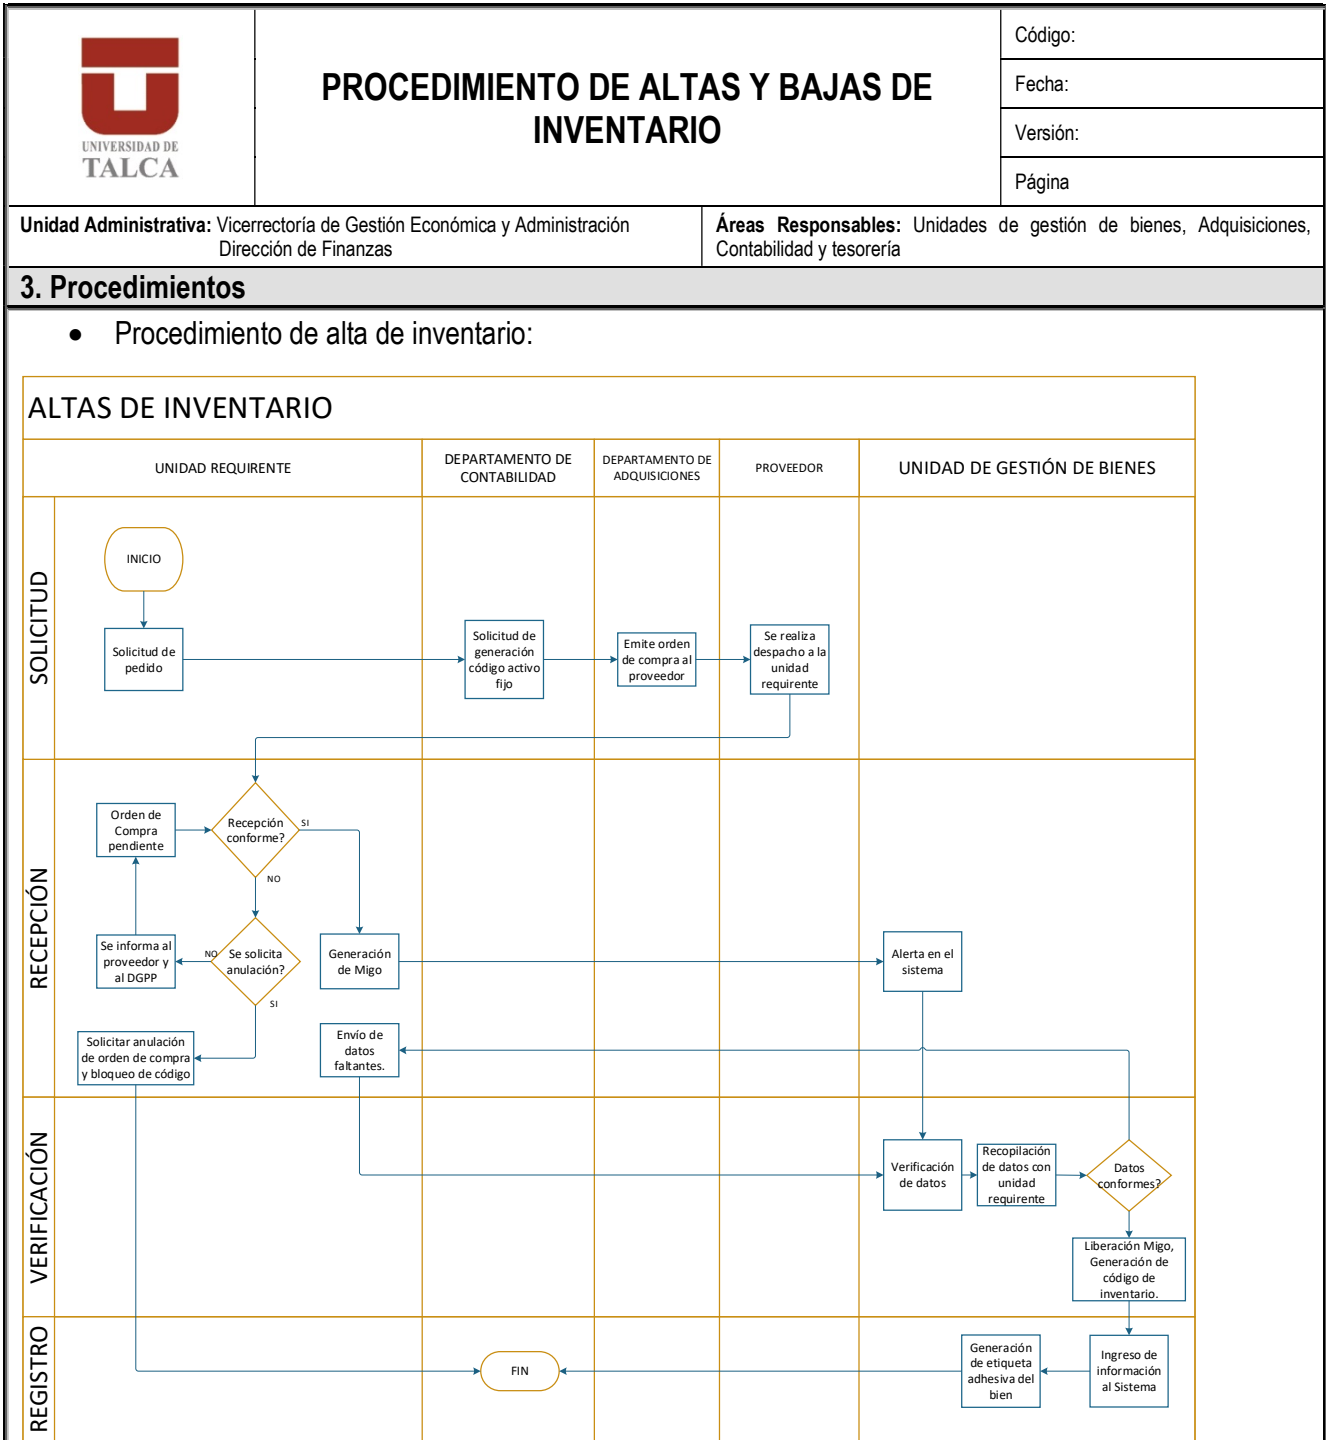 UNIVERSIDAD DE
TALCA
PROCEDIMIENTO DE ALTAS Y BAJAS DE
INVENTARIO
Código:
Fecha:
Versión:
Página
Unidad Administrativa: Vicerrectoría de Gestión Económica y Administración
Dirección de Finanzas
Áreas Responsables: Unidades de gestión de bienes, Adquisiciones,
Contabilidad y tesorería
3. Procedimientos
• Procedimiento de alta de inventario:
ALTAS DE INVENTARIO
UNIDAD REQUIRENTE
DEPARTAMENTO DE
CONTABILIDAD
DEPARTAMENTO DE
ADQUISICIONES
PROVEEDOR
UNIDAD DE GESTIÓN DE BIENES
SOLICITUD
INICIO
Solicitud de
pedido
Solicitud de
generación
código activo
fijo
Emite orden
de compra al
proveedor
Se realiza
despacho a la
unidad
requirente
RECEPCIÓN
Orden de
Compra
pendiente
Recepción
conforme?
SI
NO
Se informa al
proveedor y
al DGPP
NO
Se solicita
anulación?
SI
Generación
de Migo
Alerta en el
sistema
Solicitar anulación
de orden de compra
y bloqueo de código
Envío de
datos
faltantes.
VERIFICACIÓN
Verificación
de datos
Recopilación
de datos con
unidad
requirente
Datos
conformes?
Liberación Migo,
Generación de
código de
inventario.
REGISTRO
FIN
Generación
de etiqueta
adhesiva del
bien
Ingreso de
información
al Sistema